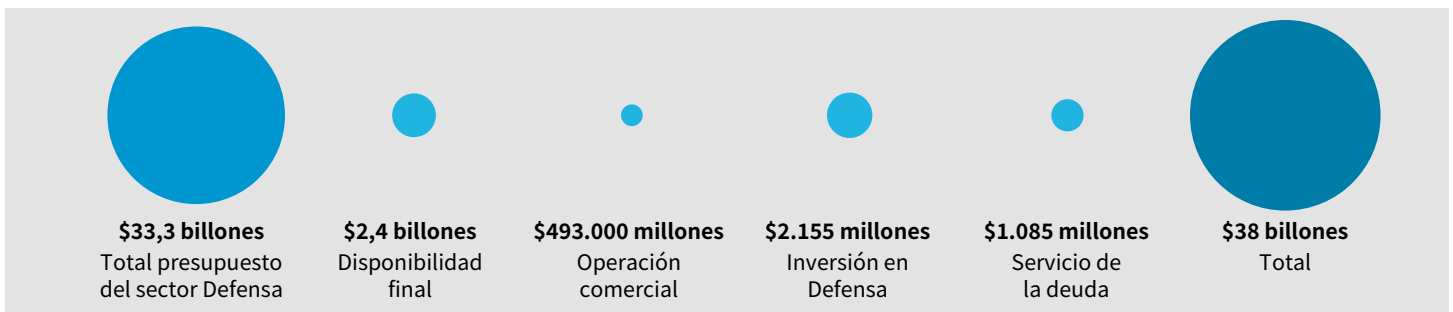 $33,3 billones
Total presupuesto
del sector Defensa
$2,4 billones
Disponibilidad
final
$493.000 millones
Operación
comercial
$2.155 millones
Inversión en
Defensa
$1.085 millones
Servicio de
la deuda
$38 billones
Total